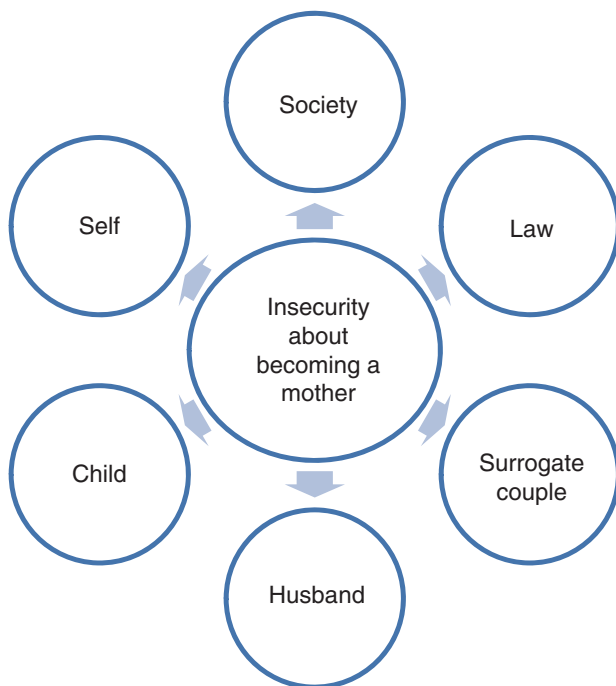 Society
Self
Law
Insecurity
about
becoming a
mother
Child
Surrogate
couple
Husband